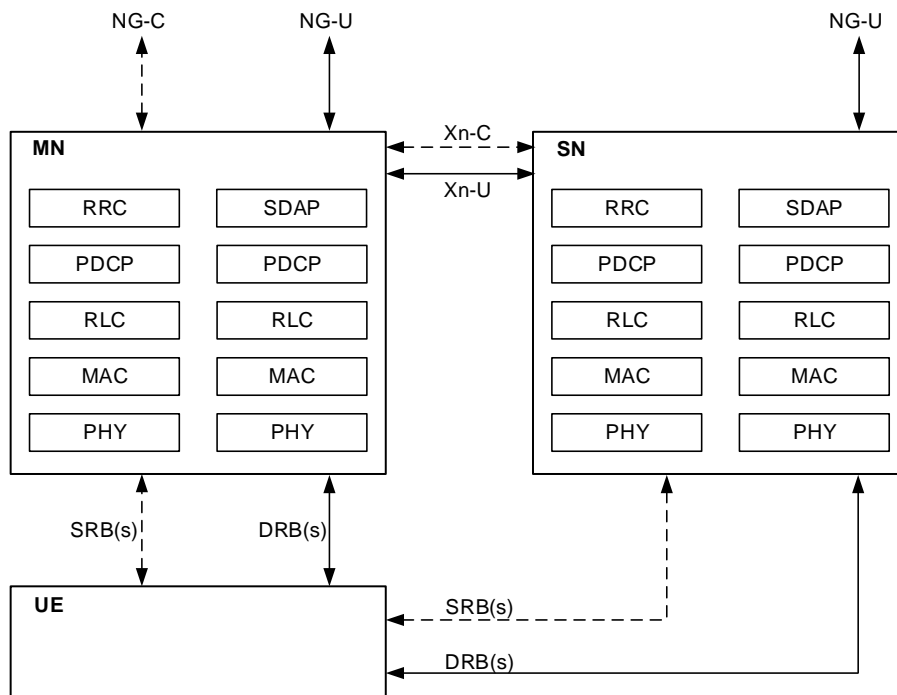 NG-C NG-U NG-U
MN Xn-C SN
Xn-U
RRC SDAP RRC SDAP
PDCP PDCP PDCP PDCP
RLC RLC RLC RLC
MAC MAC MAC MAC
PHY PHY PHY PHY
SRB(s) DRB(s)
UE SRB(s)
DRB(s)